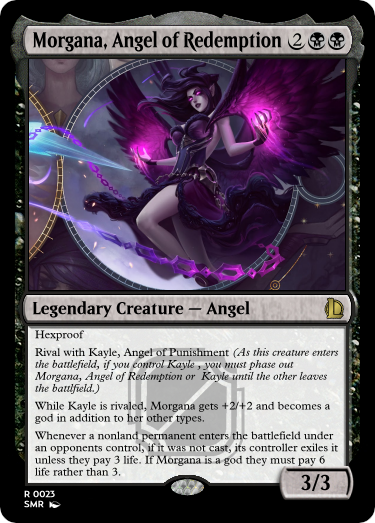 Morgana, Angel of Redemption 2
Legendary Creature — Angel
Hexproof
Rival with Kayle, Angel of Punishment (As this creature enters
the battlefield, if you control Kayle , you must phase out
Morgana, Angel of Redemption or Kayle until the other leaves
the battlfield.)
While Kayle is rivaled, Morgana gets +2/+2 and becomes a
god in addition to her other types.
Whenever a nonland permanent enters the battlefield under
an opponents control, if it was not cast, its controller exiles it
unless they pay 3 life. If Morgana is a god they must pay 6
life rather than 3.
3/3
R 0023
SMR